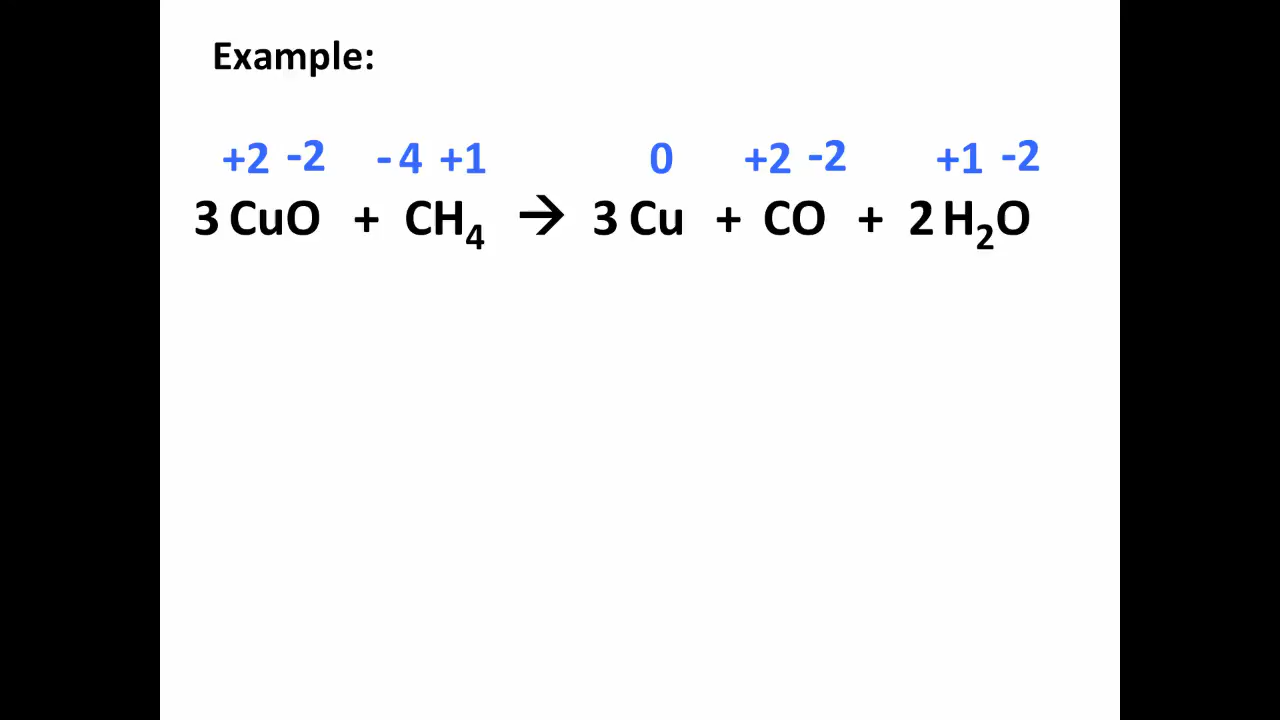 Example:
+2 -2 - 4 +1 0 +2 -2 +1 -2
3 CuO + CH₄ → 3 Cu + CO + 2 H₂O